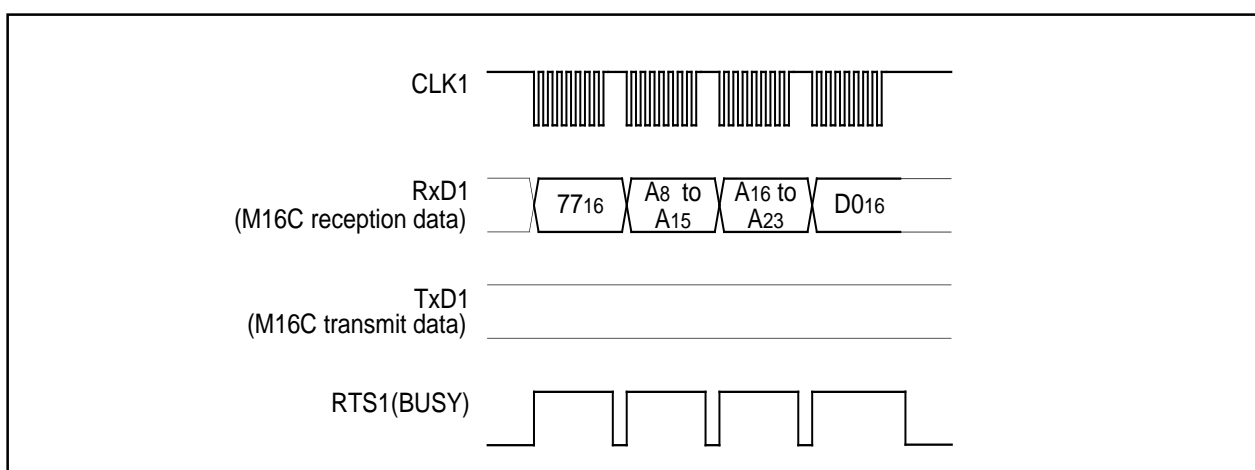 CLK1
RxD1
(M16C reception data)
7716
A8 to
A15
A16 to
A23
D016
TxD1
(M16C transmit data)
RTS1(BUSY)